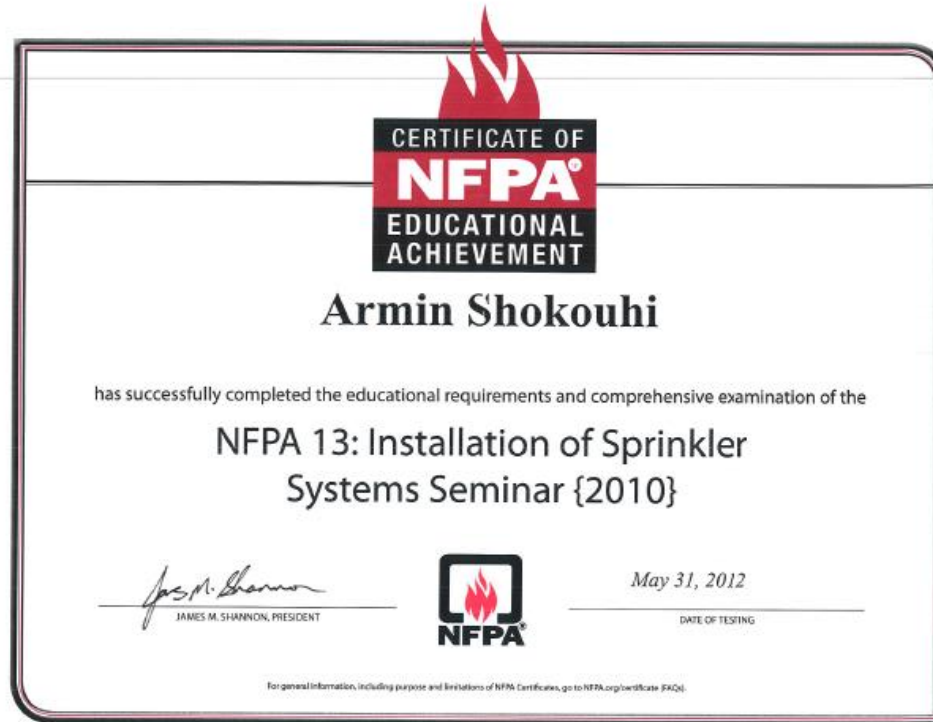 CERTIFICATE OF
NFPA®
EDUCATIONAL
ACHIEVEMENT
Armin Shokouhi
has successfully completed the educational requirements and comprehensive examination of the
NFPA 13: Installation of Sprinkler
Systems Seminar {2010}
Jas M. Shannon
JAMES M. SHANNON, PRESIDENT
NFPA®
May 31, 2012
DATE OF TESTING
For general information, including purpose and limitations of NFPA Certificates, go to NFPA.org/certificate (FAQs).